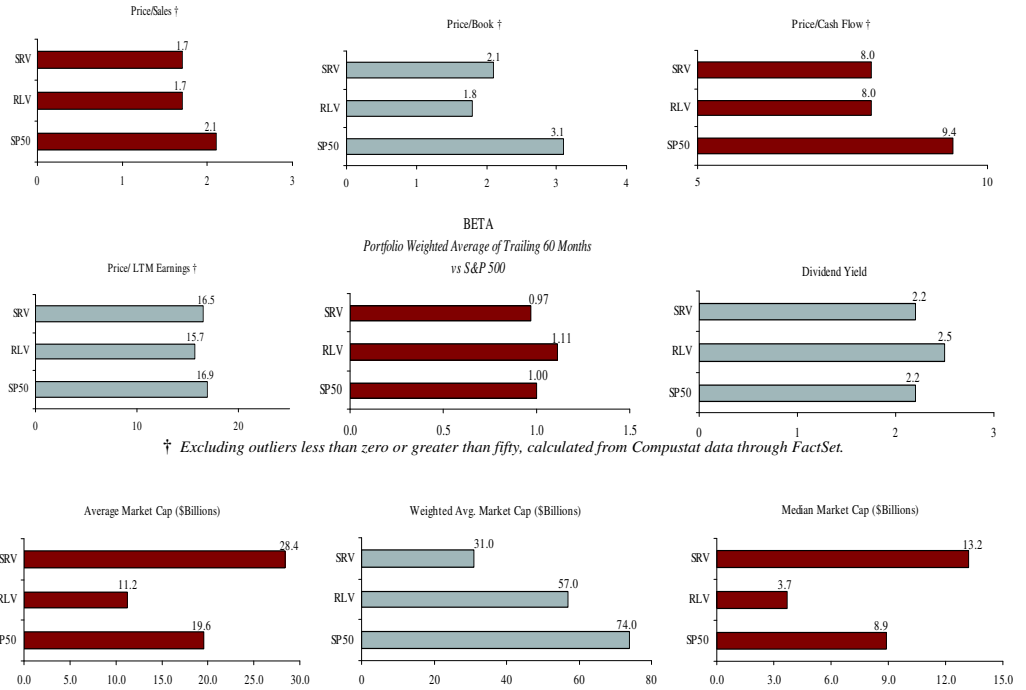 Price/Sales †
SRV 1.7
RLV 1.7
SP50 2.1
0 1 2 3
Price/Book †
SRV 2.1
RLV 1.8
SP50 3.1
0 1 2 3 4
Price/Cash Flow †
SRV 8.0
RLV 8.0
SP50 9.4
5 10
Price/ LTM Earnings †
SRV 16.5
RLV 15.7
SP50 16.9
0 10 20
BETA
Portfolio Weighted Average of Trailing 60 Months
vs S&P 500
SRV 0.97
RLV 1.11
SP50 1.00
0.0 0.5 1.0 1.5
Dividend Yield
SRV 2.2
RLV 2.5
SP50 2.2
0 1 2 3
† Excluding outliers less than zero or greater than fifty, calculated from Compustat data through FactSet.
Average Market Cap ($Billions)
SRV 28.4
RLV 11.2
P50 19.6
0.0 5.0 10.0 15.0 20.0 25.0 30.0
Weighted Avg. Market Cap ($Billions)
SRV 31.0
RLV 57.0
SP50 74.0
0 20 40 60 80
Median Market Cap ($Billions)
SRV 13.2
RLV 3.7
SP50 8.9
0.0 3.0 6.0 9.0 12.0 15.0